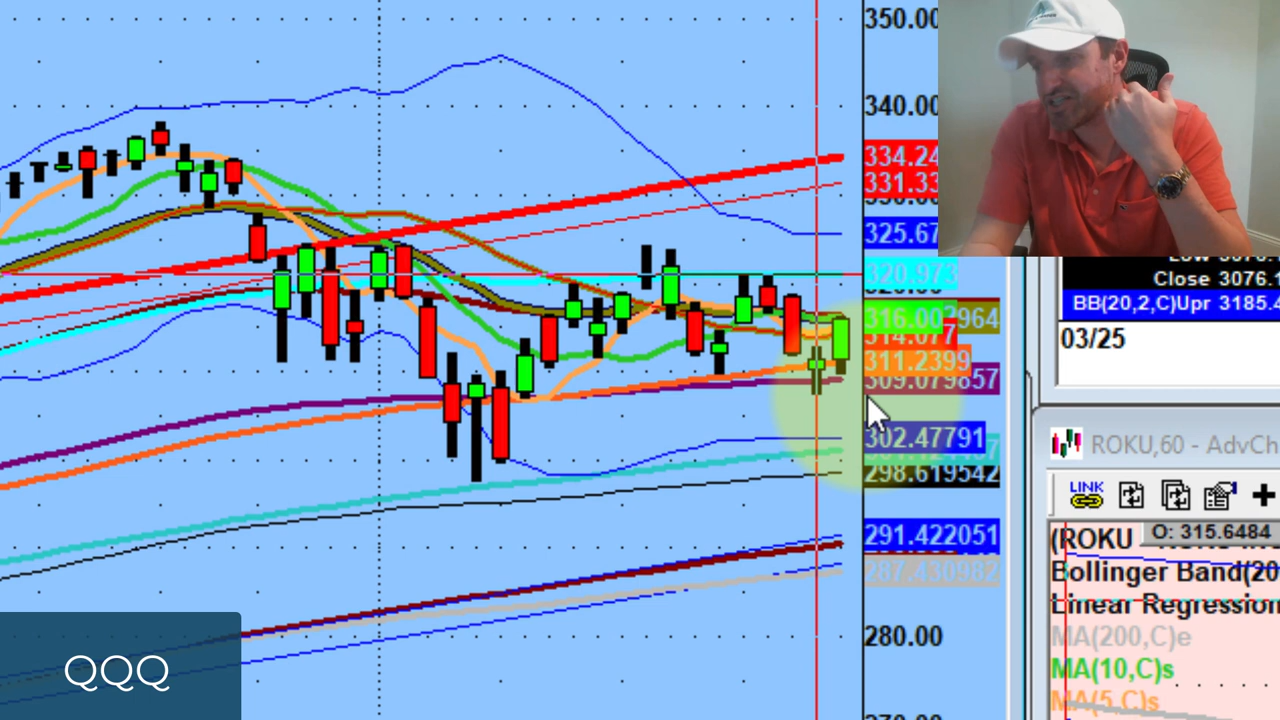 350.00
340.00
334.24
331.33
325.67
320.973
316.00
964
314.077
311.2399
309.079857
302.47791
298.619542
291.422051
287.430982
280.00
Close 3076.1
BB(20,2,C)Upr 3185.4
03/25
ROKU,60 - AdvCh
LINK
O: 315.6484
(ROKU
Bollinger Band(20
Linear Regression
MA(200,C)e
MA(10,C)s
MA(5,C)s
QQQ